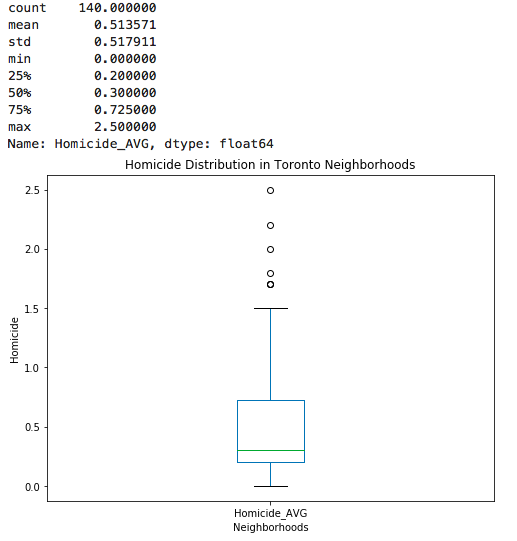 count 140.000000
mean 0.513571
std 0.517911
min 0.000000
25% 0.200000
50% 0.300000
75% 0.725000
max 2.500000
Name: Homicide_AVG, dtype: float64
Homicide Distribution in Toronto Neighborhoods
2.5
2.0
1.5
1.0
0.5
0.0
Homicide
Homicide_AVG
Neighborhoods